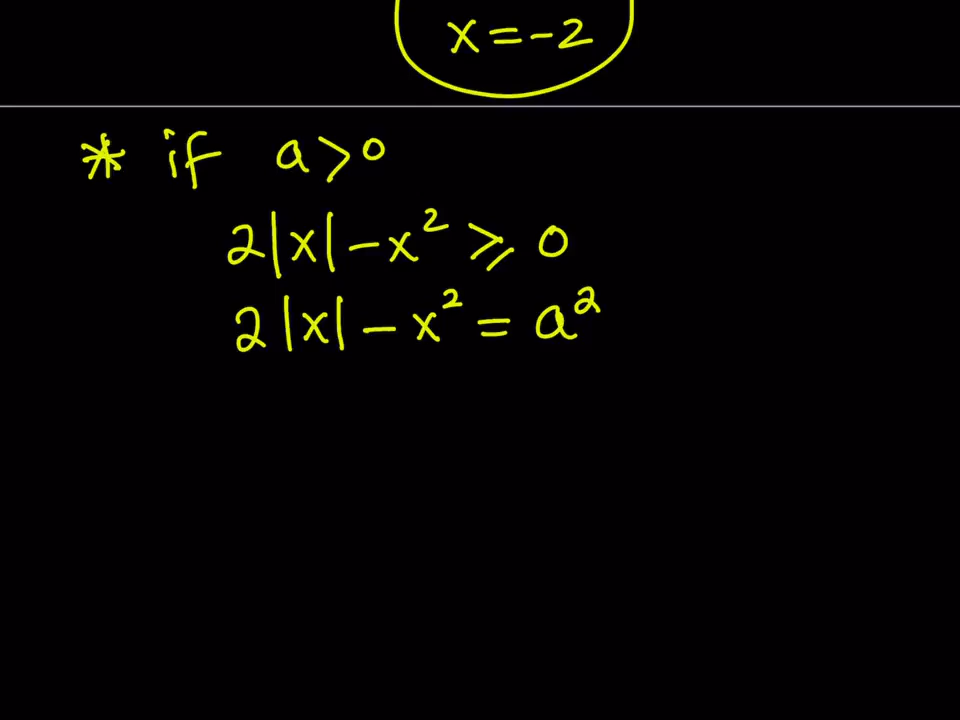 x=-2
* if a>0
2|x|-x² ⩾ 0
2|x|-x² = a²